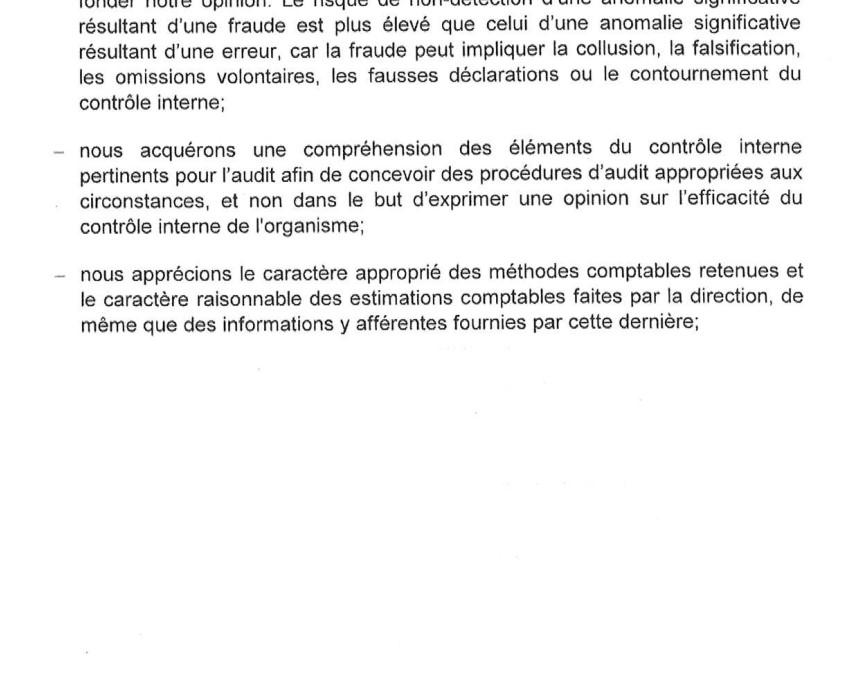 fonder notre opinion. Le risque de non-détection d'une anomalie significative
résultant d'une fraude est plus élevé que celui d'une anomalie significative
résultant d'une erreur, car la fraude peut impliquer la collusion, la falsification,
les omissions volontaires, les fausses déclarations ou le contournement du
contrôle interne;
– nous acquérons une compréhension des éléments du contrôle interne
pertinents pour l'audit afin de concevoir des procédures d'audit appropriées aux
circonstances, et non dans le but d'exprimer une opinion sur l'efficacité du
contrôle interne de l'organisme;
– nous apprécions le caractère approprié des méthodes comptables retenues et
le caractère raisonnable des estimations comptables faites par la direction, de
même que des informations y afférentes fournies par cette dernière;